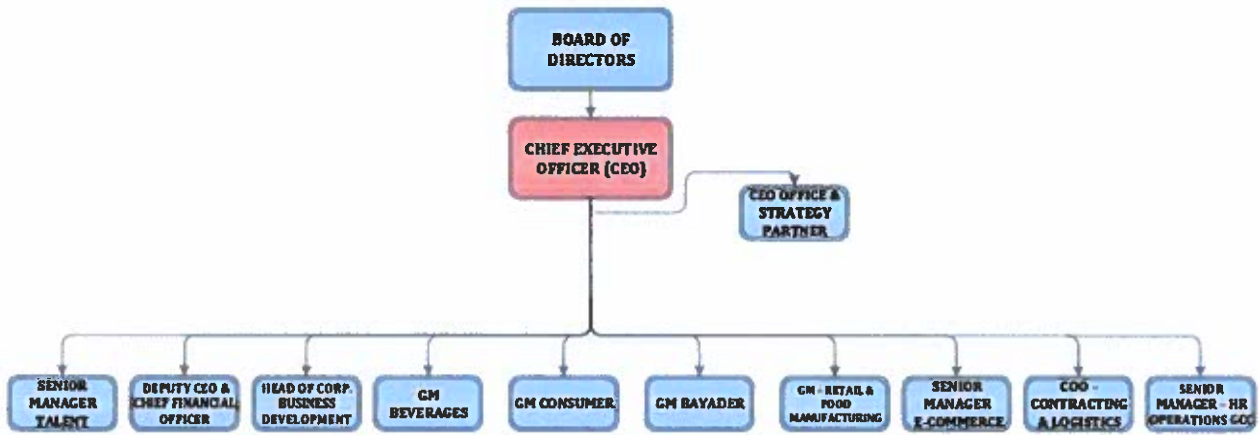 BOARD OF
DIRECTORS
CHIEF EXECUTIVE
OFFICER (CEO)
CEO OFFICE &
STRATEGY
PARTNER
SENIOR
MANAGER
TALENT
DEPUTY CEO &
CHIEF FINANCIAL
OFFICER
HEAD OF CORP.
BUSINESS
DEVELOPMENT
GM
BEVERAGES
GM CONSUMER
GM BAYADER
GM - RETAIL &
FOOD
MANUFACTURING
SENIOR
MANAGER
E-COMMERCE
COO -
CONTRACTING
& LOGISTICS
SENIOR
MANAGER - HR
OPERATIONS GCC